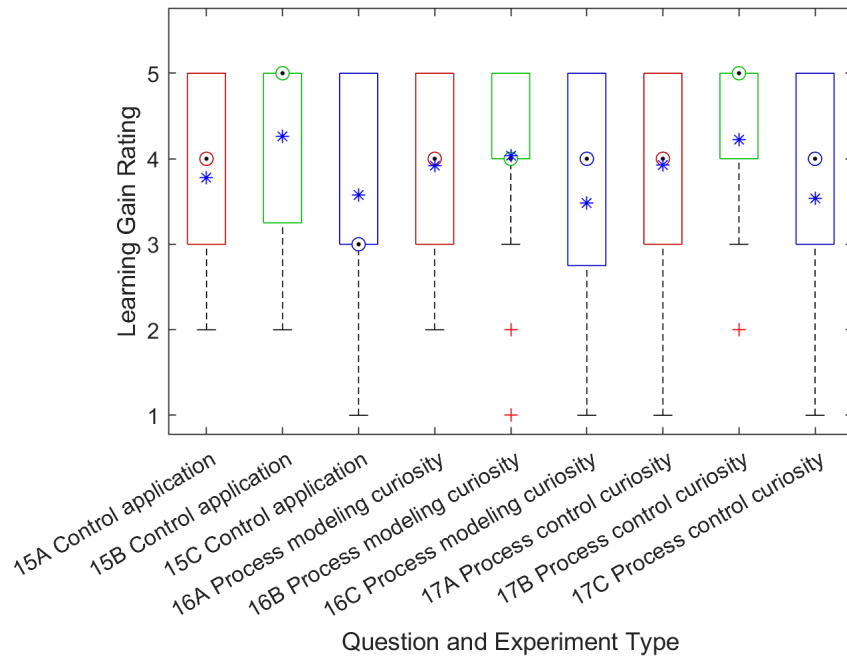 Learning Gain Rating
5
4
3
2
1
15A Control application
15B Control application
15C Control application
16A Process modeling curiosity
16B Process modeling curiosity
16C Process modeling curiosity
17A Process control curiosity
17B Process control curiosity
17C Process control curiosity
Question and Experiment Type